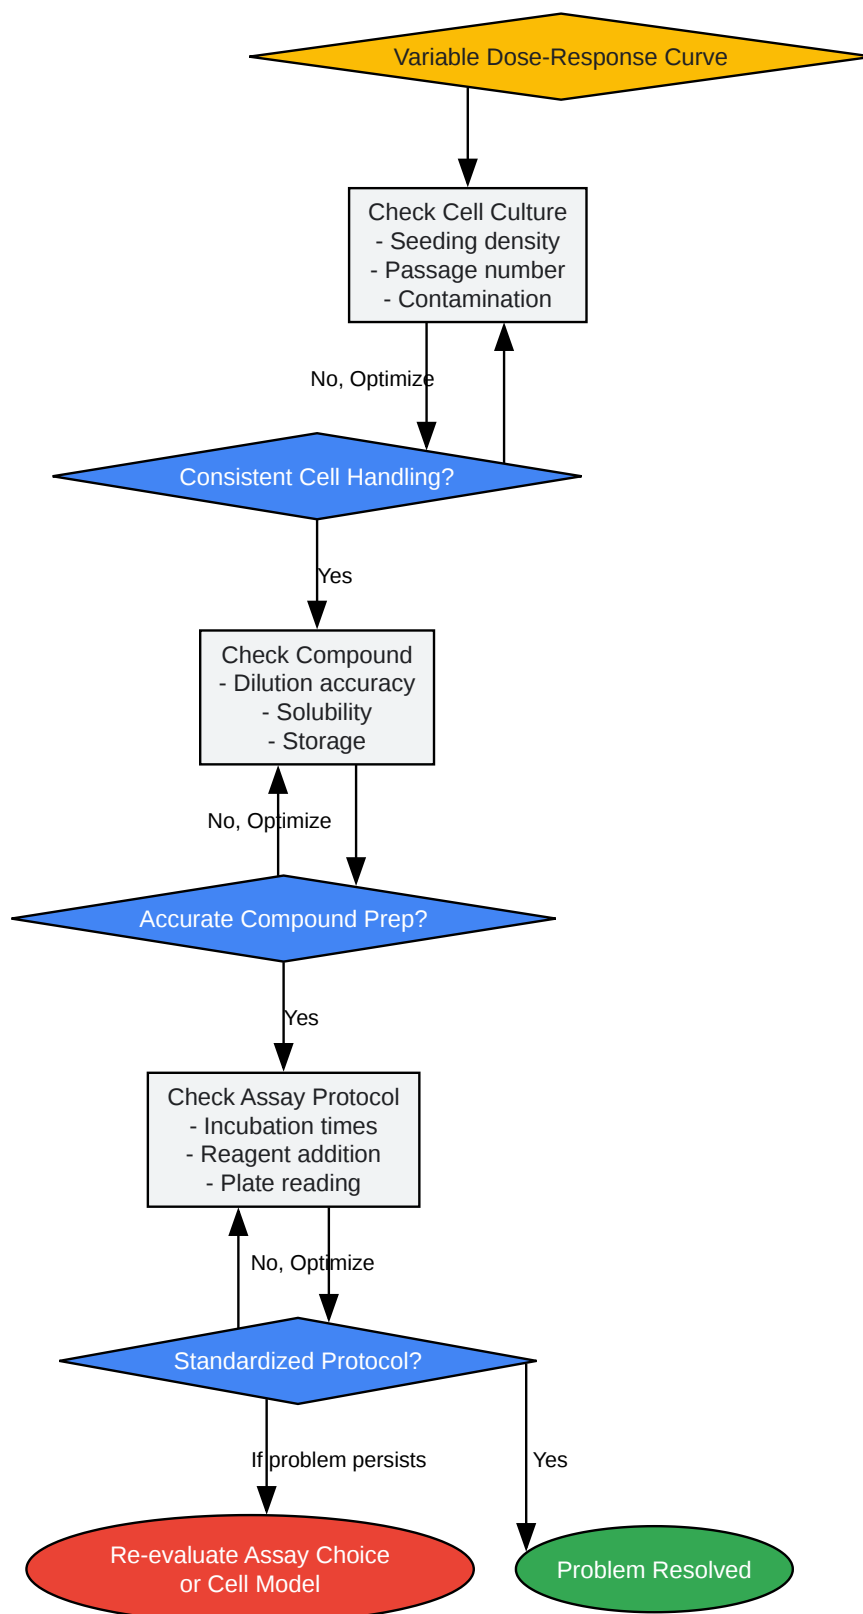 Variable Dose-Response Curve
Check Cell Culture
- Seeding density
- Passage number
- Contamination
No, Optimize
Consistent Cell Handling?
Yes
Check Compound
- Dilution accuracy
- Solubility
- Storage
No, Optimize
Accurate Compound Prep?
Yes
Check Assay Protocol
- Incubation times
- Reagent addition
- Plate reading
No, Optimize
Standardized Protocol?
If problem persists
Yes
Re-evaluate Assay Choice
or Cell Model
Problem Resolved